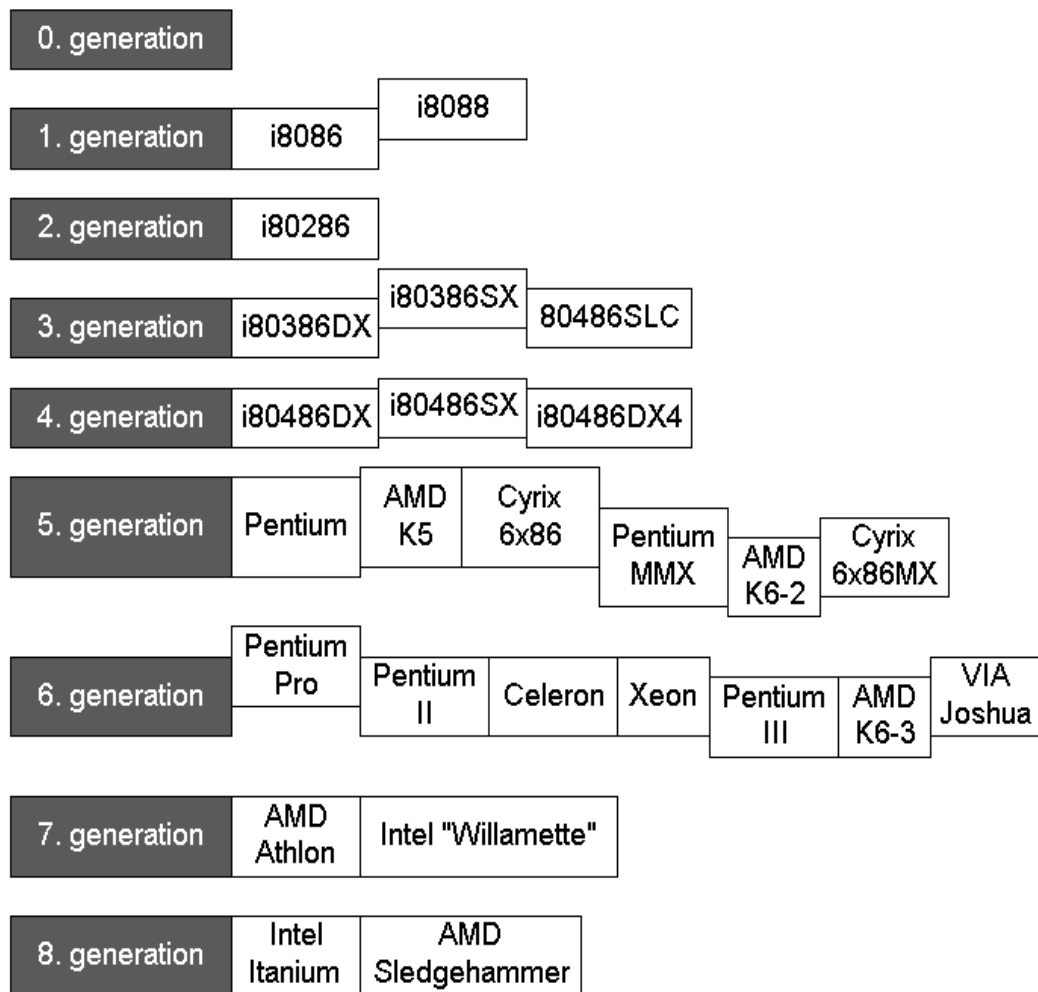 0. generation
1. generation
i8086
i8088
2. generation
i80286
3. generation
i80386DX
i80386SX
80486SLC
4. generation
i80486DX
i80486SX
i80486DX4
5. generation
Pentium
AMD
K5
Cyrix
6x86
Pentium
MMX
AMD
K6-2
Cyrix
6x86MX
6. generation
Pentium
Pro
Pentium
II
Celeron
Xeon
Pentium
III
AMD
K6-3
VIA
Joshua
7. generation
AMD
Athlon
Intel "Willamette"
8. generation
Intel
Itanium
AMD
Sledgehammer